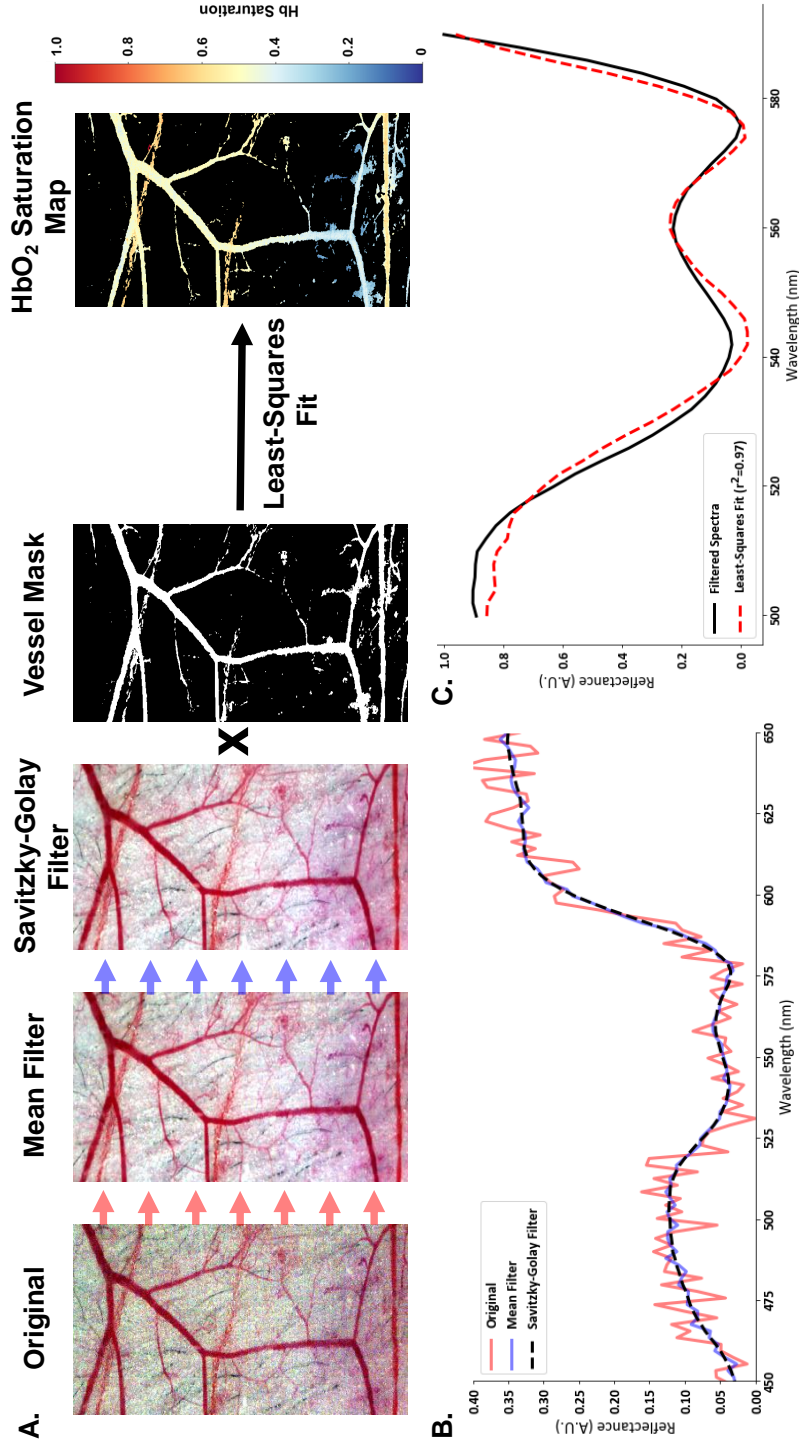 A.
Original
Mean Filter
Savitzky-Golay
Filter
X
Vessel Mask
Least-Squares
Fit
HbO₂ Saturation
Map
1.0
0.8
0.6
0.4
0.2
0
Hb Saturation
B.
0.40
0.35
0.30
0.25
0.20
0.15
0.10
0.05
0.00
Reflectance (A.U.)
Original
Mean Filter
Savitzky-Golay Filter
450
475
500
525
550
575
600
625
650
Wavelength (nm)
C.
1.0
0.8
0.6
0.4
0.2
0.0
Reflectance (A.U.)
Filtered Spectra
Least-Squares Fit (r²=0.97)
500
520
540
560
580
Wavelength (nm)